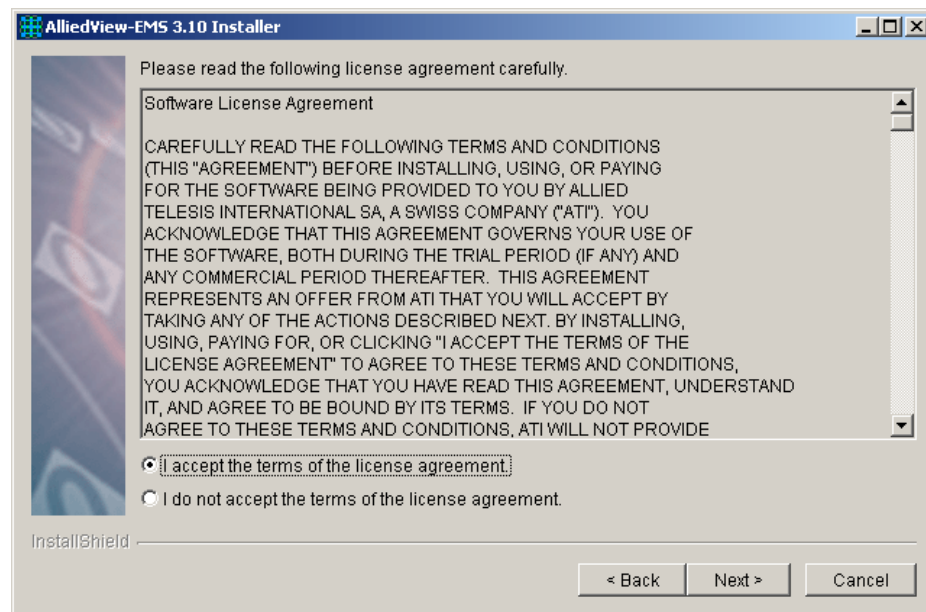 AlliedView-EMS 3.10 Installer
Please read the following license agreement carefully.
Software License Agreement
CAREFULLY READ THE FOLLOWING TERMS AND CONDITIONS
(THIS "AGREEMENT") BEFORE INSTALLING, USING, OR PAYING
FOR THE SOFTWARE BEING PROVIDED TO YOU BY ALLIED
TELESIS INTERNATIONAL SA, A SWISS COMPANY ("ATI").  YOU
ACKNOWLEDGE THAT THIS AGREEMENT GOVERNS YOUR USE OF
THE SOFTWARE, BOTH DURING THE TRIAL PERIOD (IF ANY) AND
ANY COMMERCIAL PERIOD THEREAFTER.  THIS AGREEMENT
REPRESENTS AN OFFER FROM ATI THAT YOU WILL ACCEPT BY
TAKING ANY OF THE ACTIONS DESCRIBED NEXT. BY INSTALLING,
USING, PAYING FOR, OR CLICKING "I ACCEPT THE TERMS OF THE
LICENSE AGREEMENT" TO AGREE TO THESE TERMS AND CONDITIONS,
YOU ACKNOWLEDGE THAT YOU HAVE READ THIS AGREEMENT, UNDERSTAND
IT, AND AGREE TO BE BOUND BY ITS TERMS.  IF YOU DO NOT
AGREE TO THESE TERMS AND CONDITIONS, ATI WILL NOT PROVIDE
I accept the terms of the license agreement.
I do not accept the terms of the license agreement.
InstallShield
< Back
Next >
Cancel